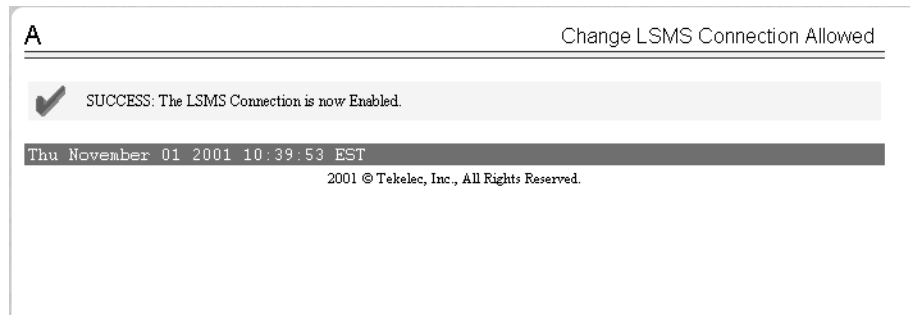 A
Change LSMS Connection Allowed
SUCCESS: The LSMS Connection is now Enabled.
Thu November 01 2001 10:39:53 EST
2001 © Tekelec, Inc., All Rights Reserved.